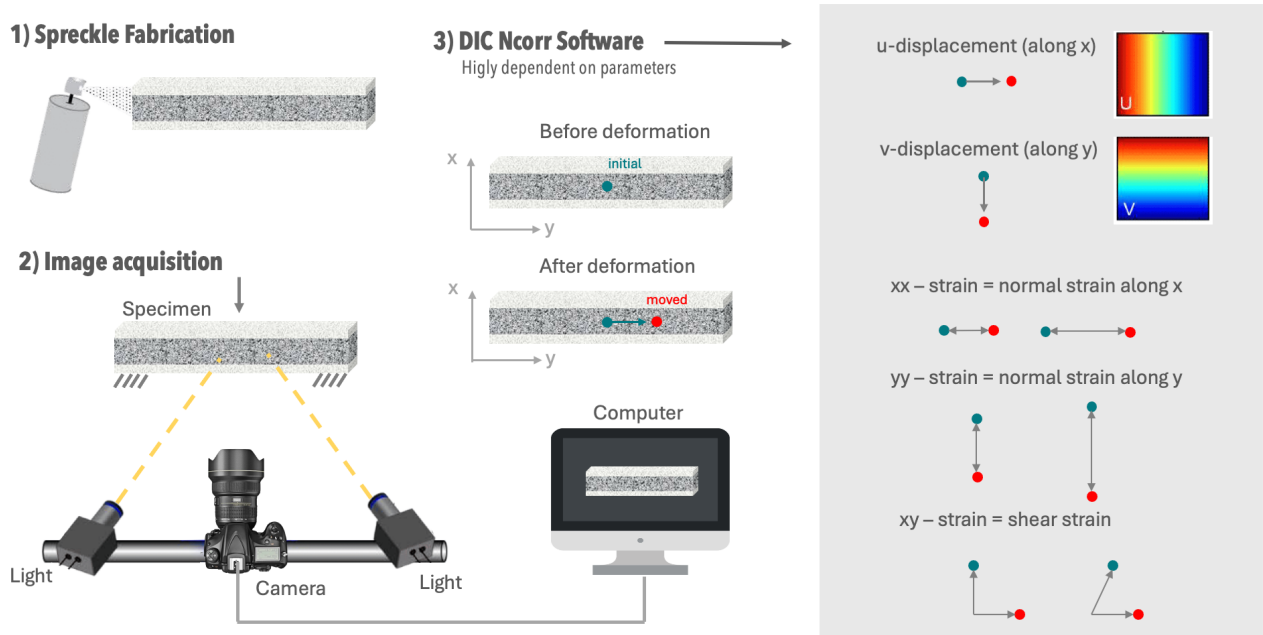 1) Spreckle Fabrication
2) Image acquisition
Specimen
Light
Camera
Light
3) DIC Ncorr Software
Higly dependent on parameters
Before deformation
x
initial
y
After deformation
x
moved
y
Computer
u-displacement (along x)
U
v-displacement (along y)
V
xx – strain = normal strain along x
yy – strain = normal strain along y
xy – strain = shear strain